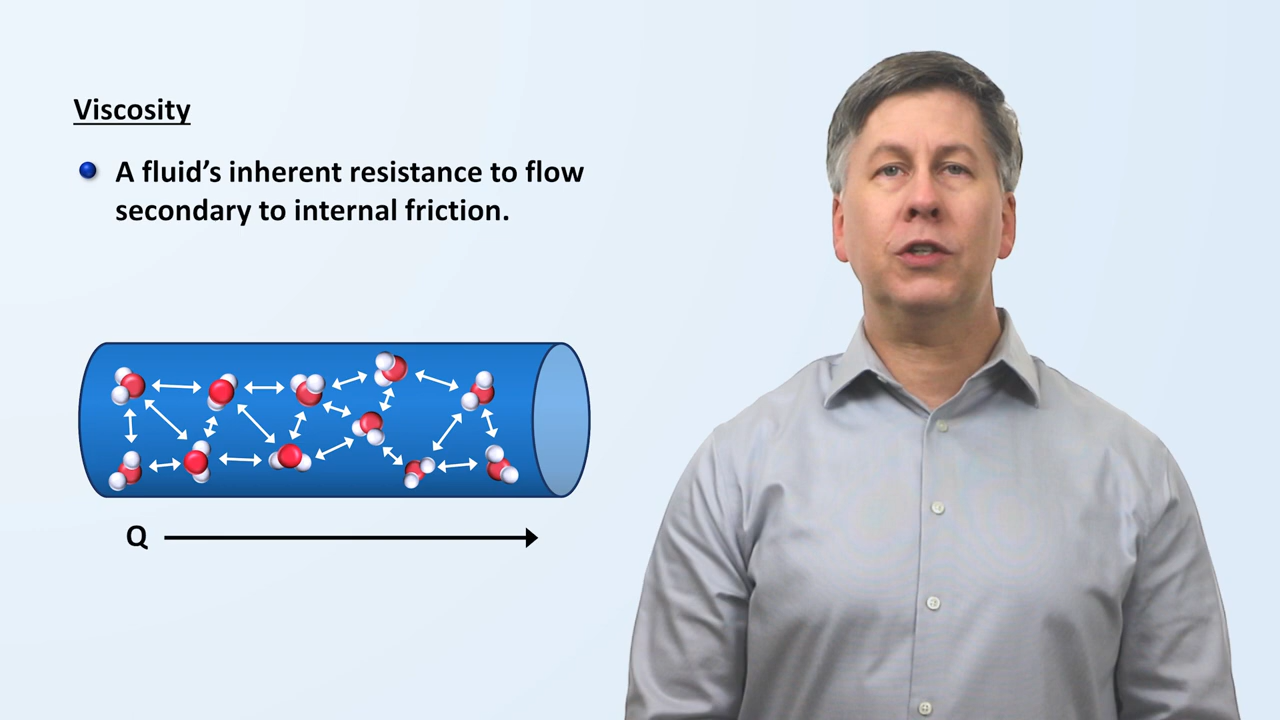 Viscosity
A fluid’s inherent resistance to flow
secondary to internal friction.
Q